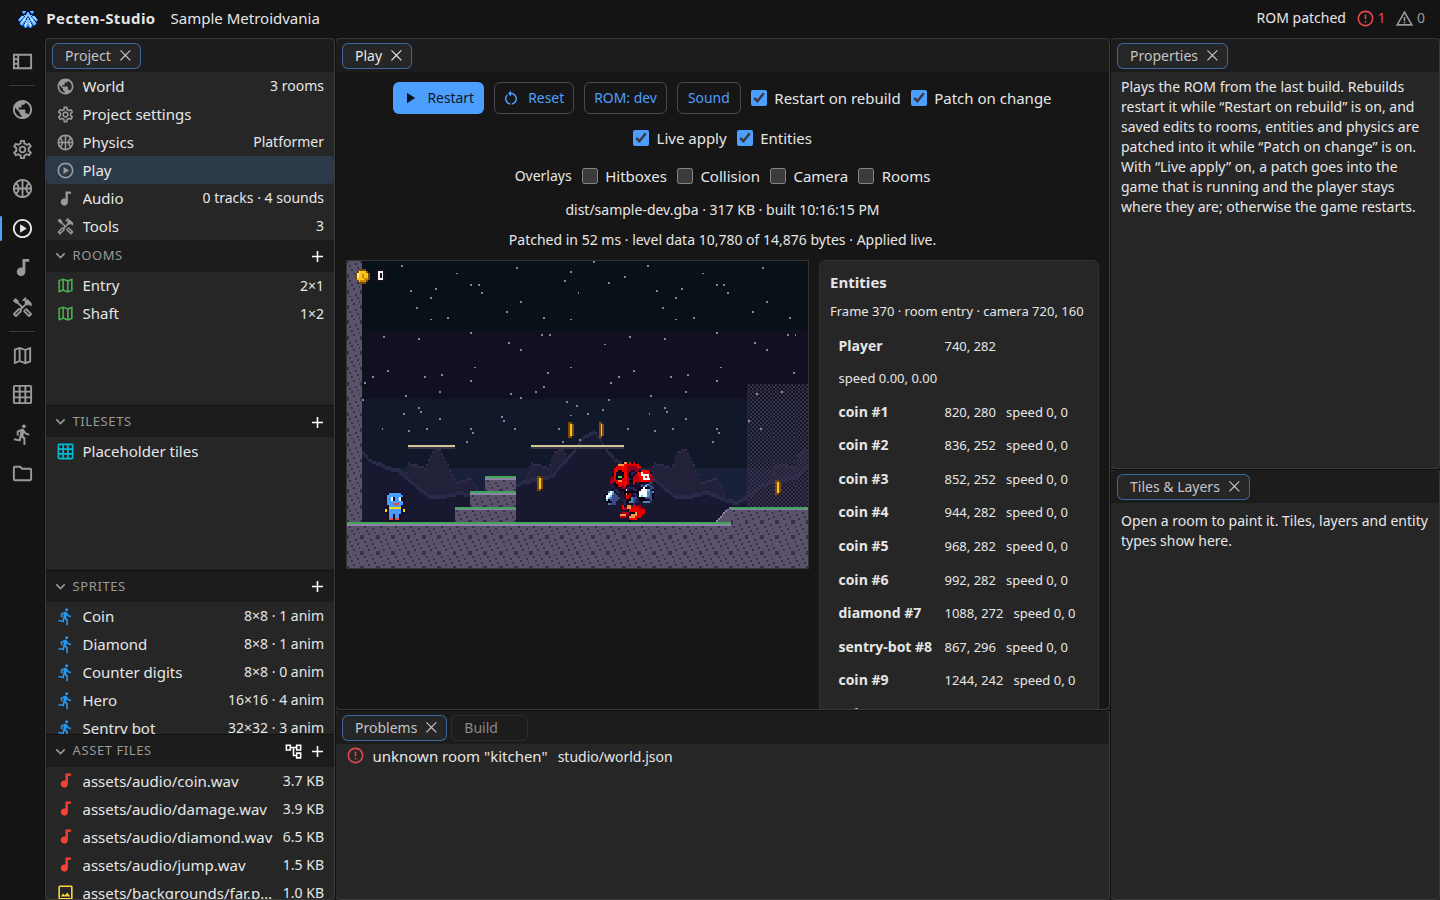 Pecten-Studio Sample Metroidvania
ROM patched 1 0
Project
World 3 rooms
Project settings
Physics Platformer
Play
Audio 0 tracks · 4 sounds
Tools 3
ROOMS
Entry 2×1
Shaft 1×2
TILESETS
Placeholder tiles
SPRITES
Coin 8×8 · 1 anim
Diamond 8×8 · 1 anim
Counter digits 8×8 · 0 anim
Hero 16×16 · 4 anim
Sentry bot 32×32 · 3 anim
ASSET FILES
assets/audio/coin.wav 3.7 KB
assets/audio/damage.wav 3.9 KB
assets/audio/diamond.wav 6.5 KB
assets/audio/jump.wav 1.5 KB
assets/backgrounds/far.p... 1.0 KB
Play
Restart Reset ROM: dev Sound Restart on rebuild Patch on change
Live apply Entities
Overlays Hitboxes Collision Camera Rooms
dist/sample-dev.gba · 317 KB · built 10:16:15 PM
Patched in 52 ms · level data 10,780 of 14,876 bytes · Applied live.
0
Entities
Frame 370 · room entry · camera 720, 160
Player 740, 282
speed 0.00, 0.00
coin #1 820, 280 speed 0, 0
coin #2 836, 252 speed 0, 0
coin #3 852, 252 speed 0, 0
coin #4 944, 282 speed 0, 0
coin #5 968, 282 speed 0, 0
coin #6 992, 282 speed 0, 0
diamond #7 1088, 272 speed 0, 0
sentry-bot #8 867, 296 speed 0, 0
coin #9 1244, 242 speed 0, 0
Problems Build
unknown room "kitchen" studio/world.json
Properties
Plays the ROM from the last build. Rebuilds
restart it while “Restart on rebuild” is on, and
saved edits to rooms, entities and physics are
patched into it while “Patch on change” is on.
With “Live apply” on, a patch goes into the
game that is running and the player stays
where they are; otherwise the game restarts.
Tiles & Layers
Open a room to paint it. Tiles, layers and entity
types show here.